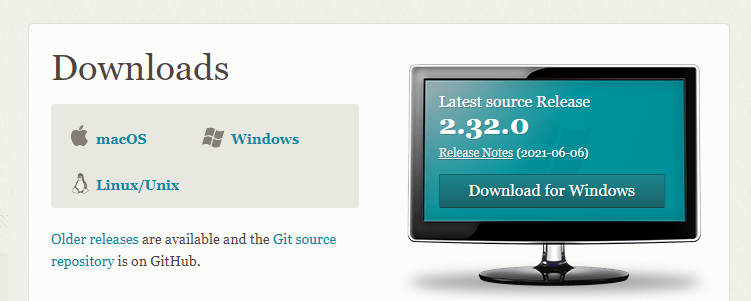 Downloads
macOS
Windows
Linux/Unix
Older releases are available and the Git source
repository is on GitHub.
Latest source Release
2.32.0
Release Notes (2021-06-06)
Download for Windows